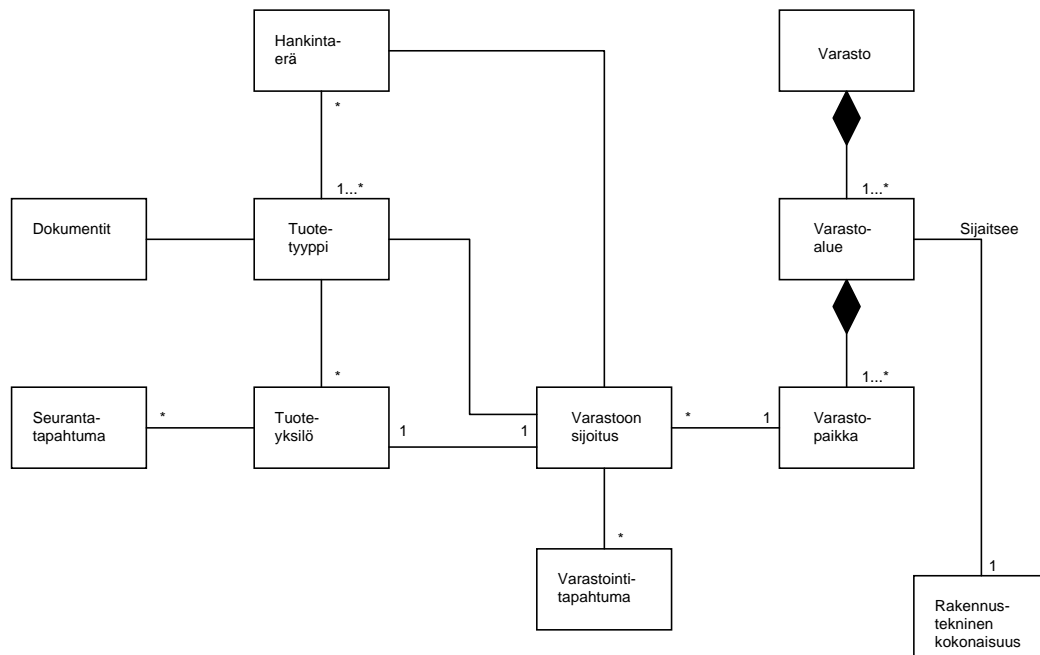 Hankinta-
erä
Varasto
*
1...*
1...*
Dokumentit
Tuote-
tyyppi
Varasto-
alue
Sijaitsee
*
1...*
Seuranta-
tapahtuma
*
Tuote-
yksilö
1
1
Varastoon
sijoitus
*
1
Varasto-
paikka
*
Varastointi-
tapahtuma
1
Rakennus-
tekninen
kokonaisuus